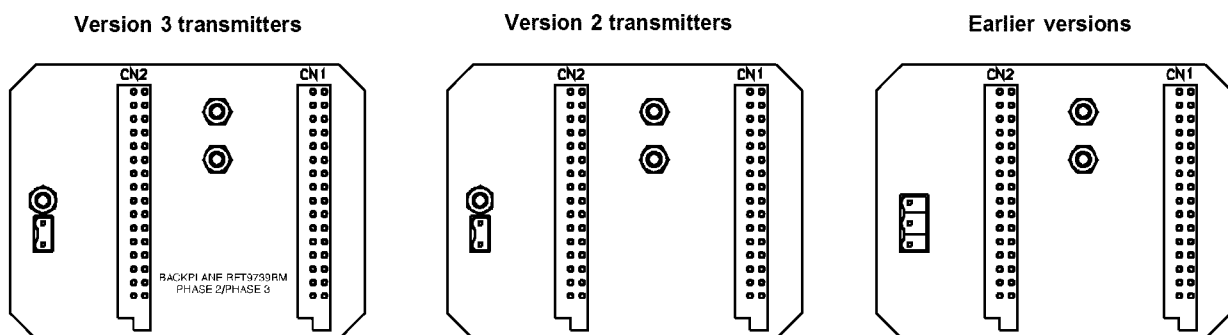 Version 3 transmitters
Version 2 transmitters
Earlier versions
CN2
CN1
CN2
CN1
CN2
CN1
BACKPLANE RFT9739RM
PHASE 2/PHASE 3